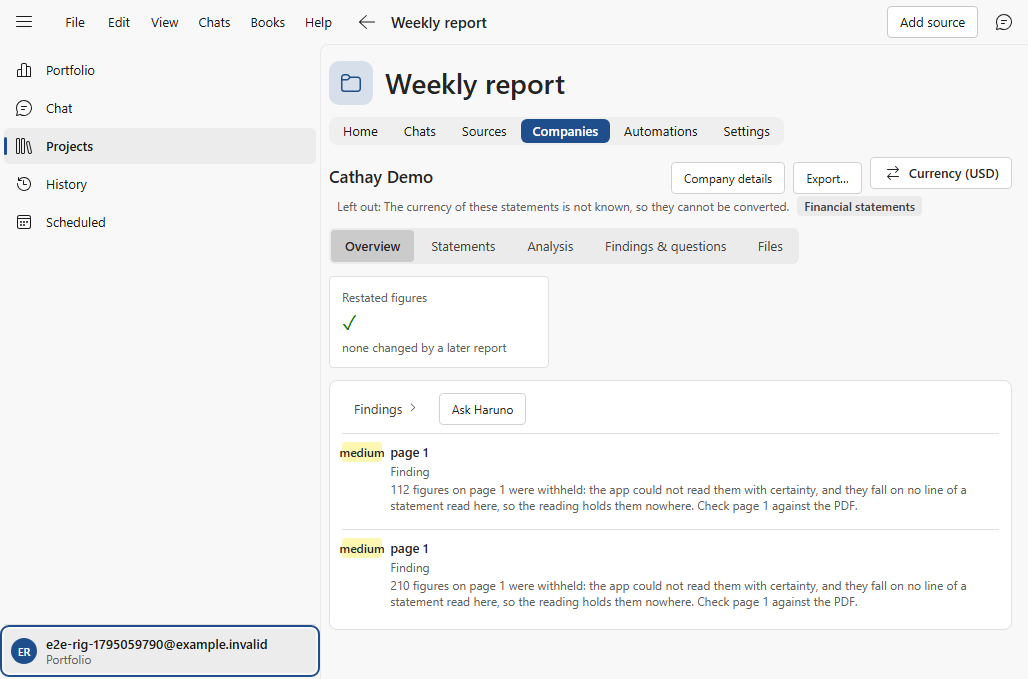 File Edit View Chats Books Help Weekly report Add source
Portfolio
Chat
Projects
History
Scheduled
Weekly report
Home Chats Sources Companies Automations Settings
Cathay Demo Company details Export... Currency (USD)
Left out: The currency of these statements is not known, so they cannot be converted. Financial statements
Overview Statements Analysis Findings & questions Files
Restated figures
none changed by a later report
Findings Ask Haruno
medium page 1
Finding
112 figures on page 1 were withheld: the app could not read them with certainty, and they fall on no line of a
statement read here, so the reading holds them nowhere. Check page 1 against the PDF.
medium page 1
Finding
210 figures on page 1 were withheld: the app could not read them with certainty, and they fall on no line of a
statement read here, so the reading holds them nowhere. Check page 1 against the PDF.
ER e2e-rig-1795059790@example.invalid
Portfolio